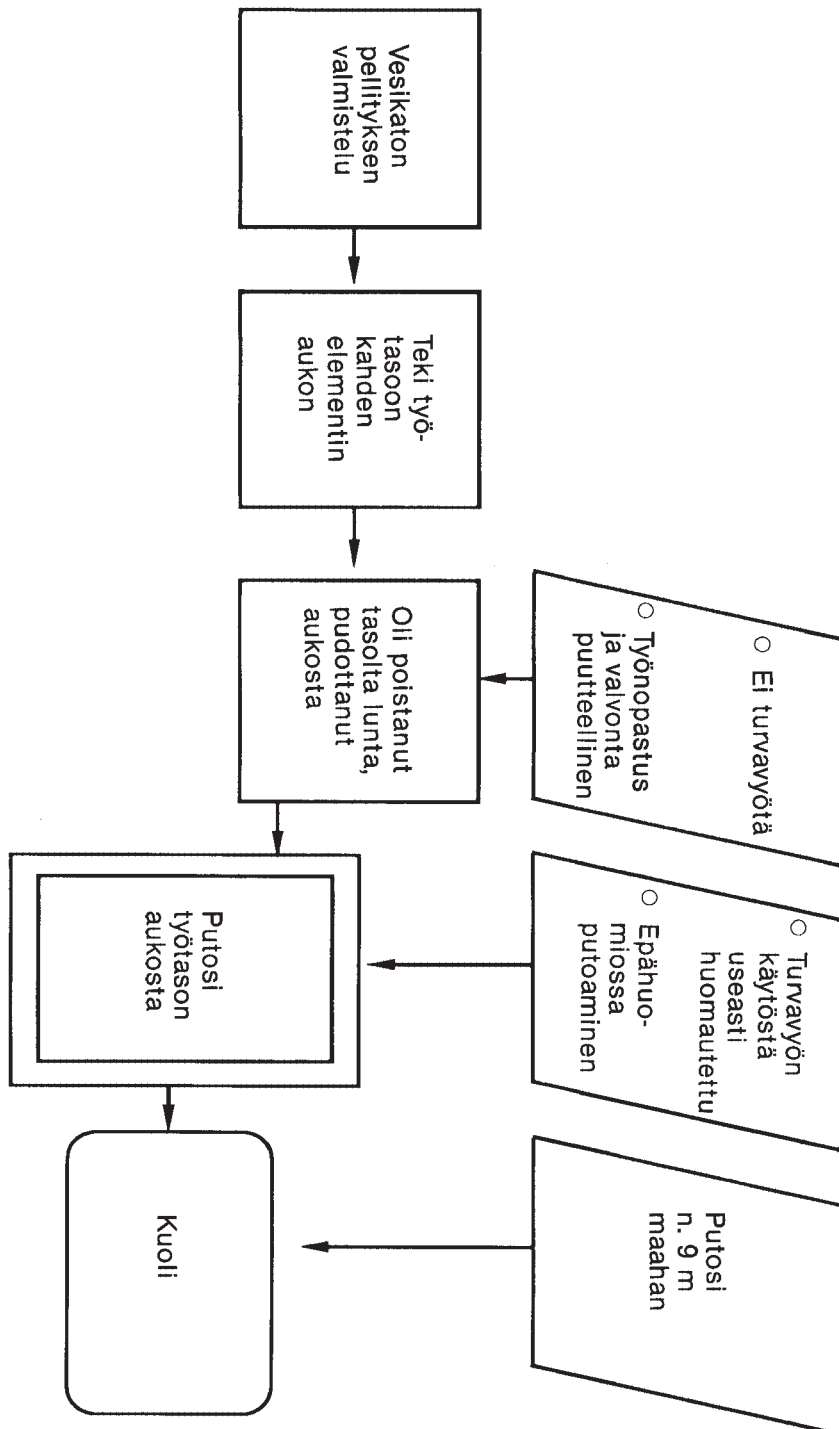 Vesikaton
pellityksen
valmistelu
Teki työ-
tasoon
kahden
elementin
aukon
Oli poistanut
tasolta lunta,
pudottanut
aukosta
Putosi
työtason
aukosta
Kuoli
○ Ei turvavyötä
○ Työnopastus
ja valvonta
puutteellinen
○ Turvavyön
käytöstä
useasti
huomautettu
○ Epähuo-
miossa
putoaminen
Putosi
n. 9 m
maahan